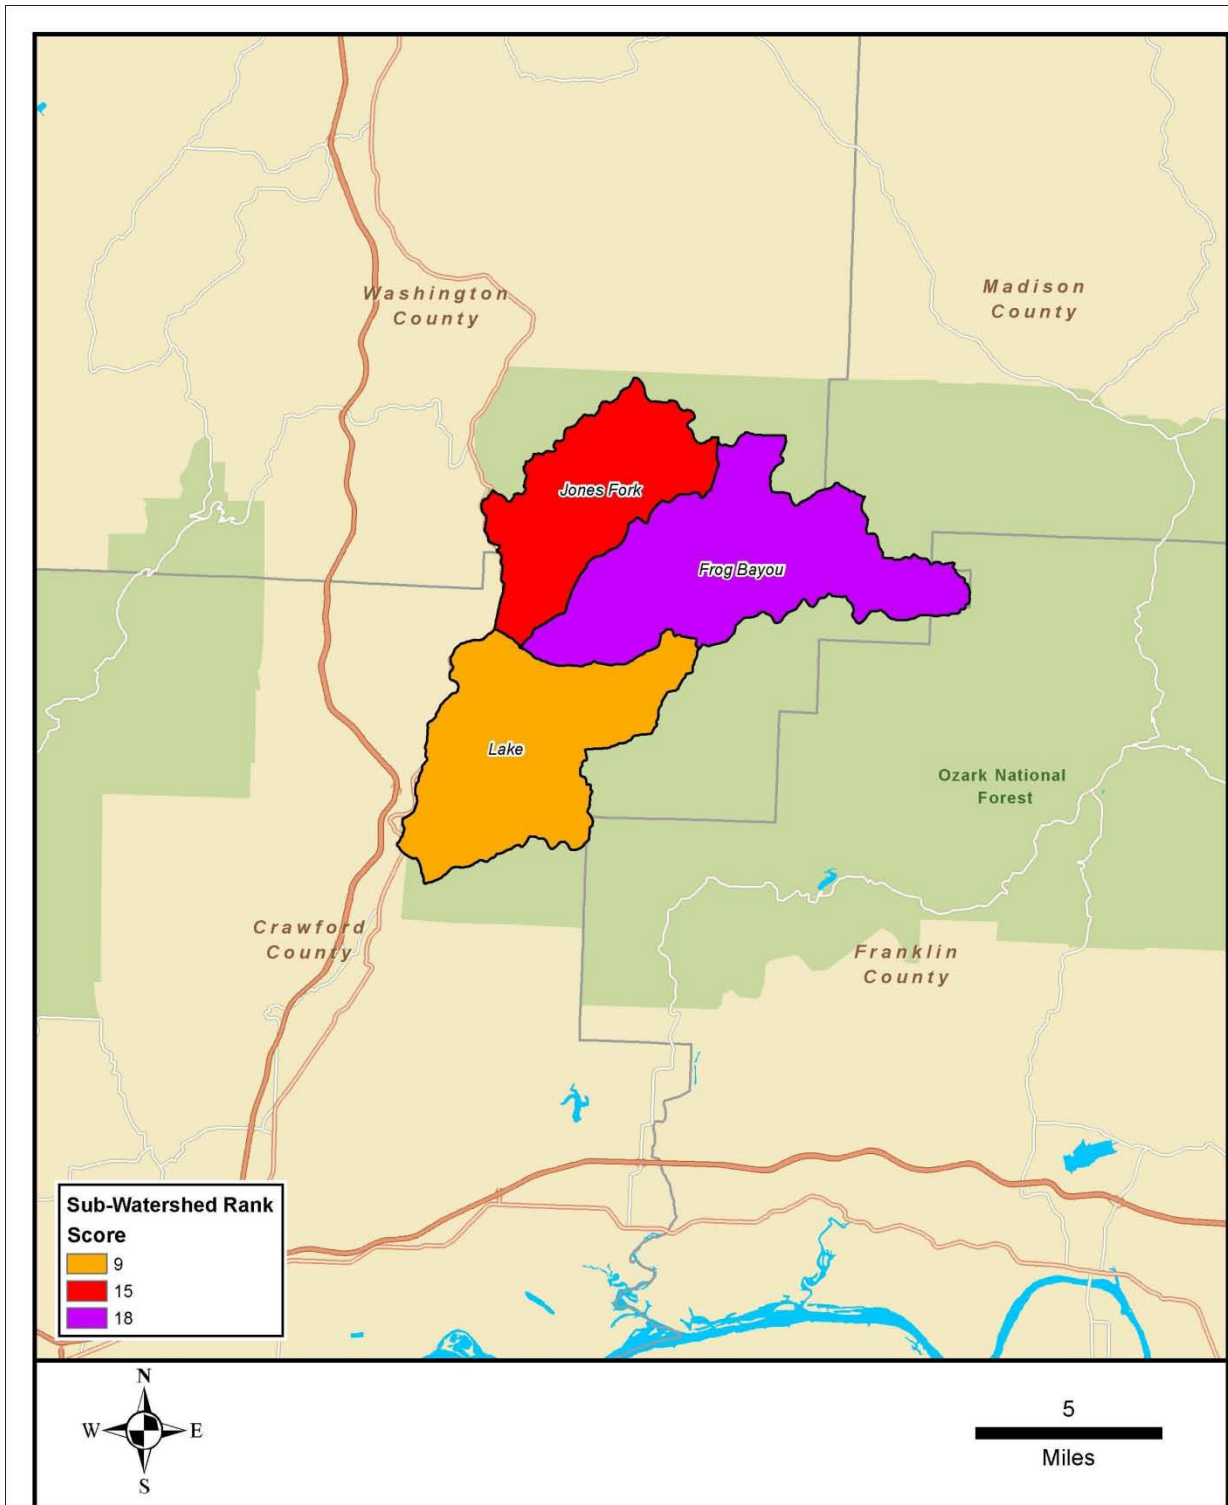 Washington
County
Madison
County
Jones Fork
Frog Bayou
Lake
Ozark National
Forest
Crawford
County
Franklin
County
Sub-Watershed Rank
Score
9
15
18
N
W
E
S
5
Miles